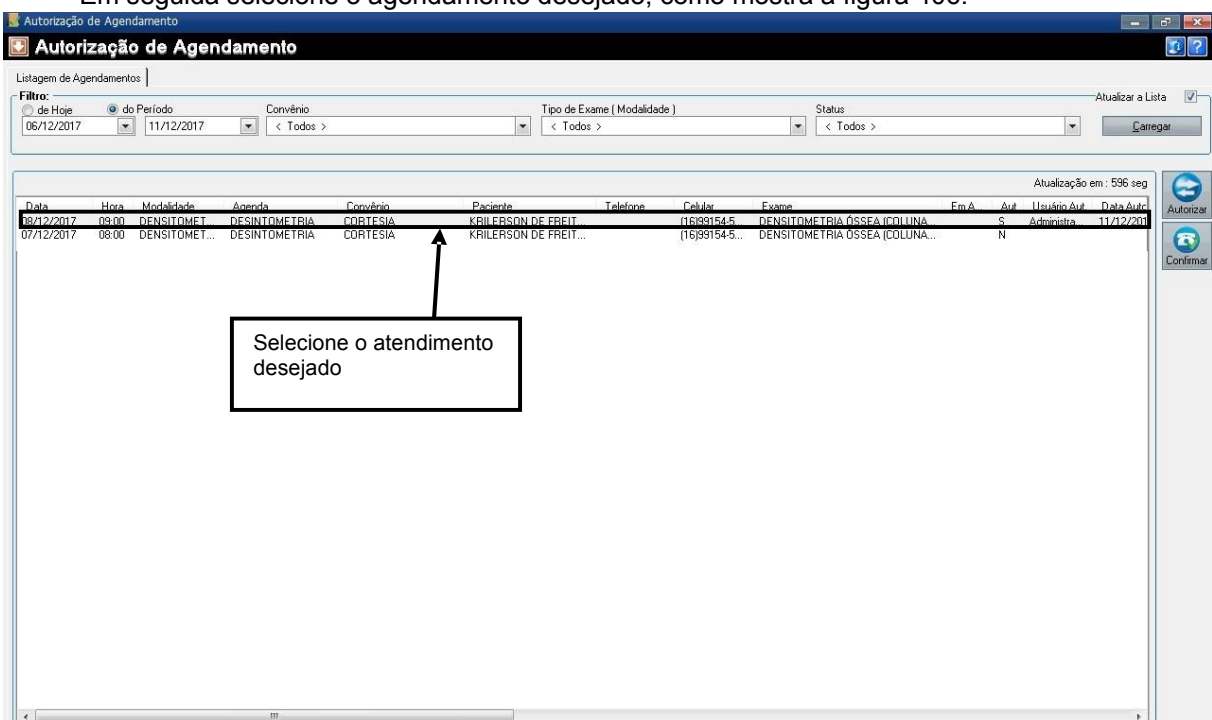 Em seguida selecione o agendamento desejado, como mostra a figura
Autorização de Agendamento
Autorização de Agendamento
Listagem de Agendamentos
Filtro:
de Hoje do Período Convênio Tipo de Exame ( Modalidade ) Status Atualizar a Lista
06/12/2017 11/12/2017 < Todos > < Todos > < Todos > Carregar
Atualização em : 596 seg
Data Hora Modalidade Agenda Convênio Paciente Telefone Celular Exame Em A... Aut Usuário Aut. Data Auto
08/12/2017 09:00 DENSITOMET... DESINTOMETRIA CORTESIA KRILERSON DE FREIT... (16)99154-5... DENSITOMETRIA ÓSSEA (COLUNA... S Administra... 11/12/201
07/12/2017 08:00 DENSITOMET... DESINTOMETRIA CORTESIA KRILERSON DE FREIT... (16)99154-5... DENSITOMETRIA ÓSSEA (COLUNA... N
Autorizar
Confirmar
Selecione o atendimento
desejado